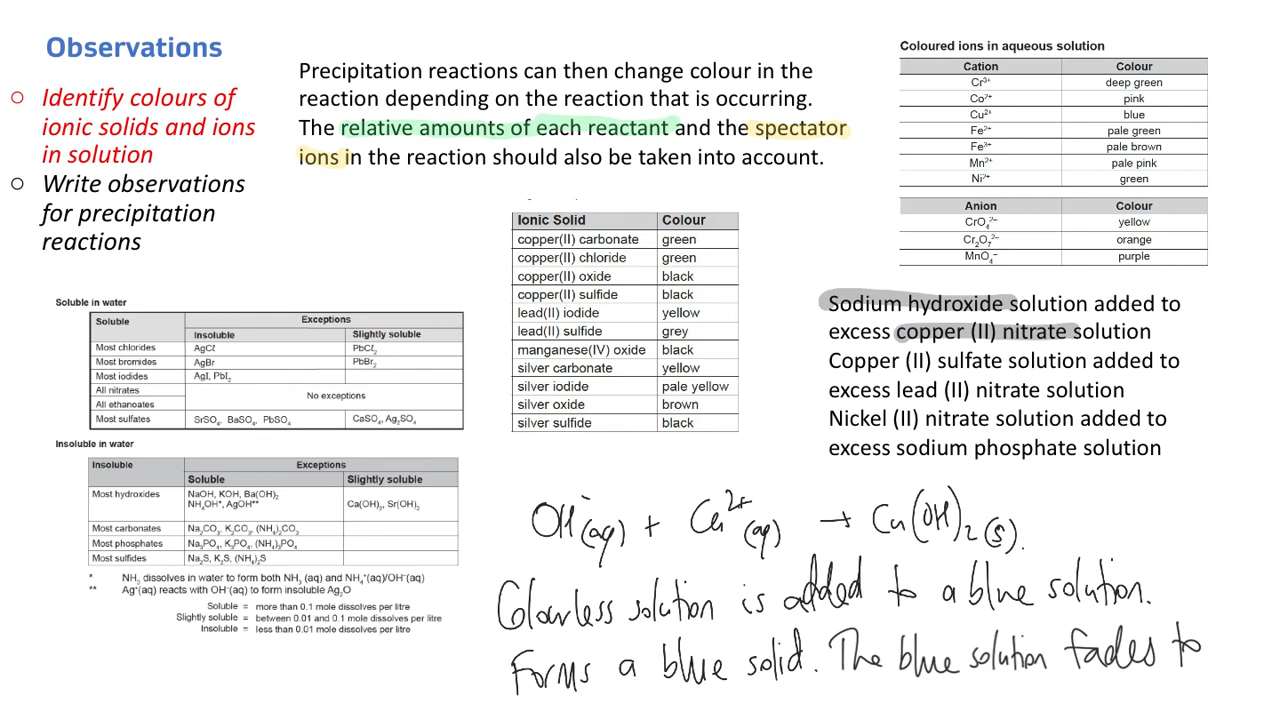 Observations
○ Identify colours of
ionic solids and ions
in solution
○ Write observations
for precipitation
reactions
Precipitation reactions can then change colour in the
reaction depending on the reaction that is occurring.
The relative amounts of each reactant and the spectator
ions in the reaction should also be taken into account.
Coloured ions in aqueous solution
Cation Colour
Cr³⁺ deep green
Co²⁺ pink
Cu²⁺ blue
Fe²⁺ pale green
Fe³⁺ pale brown
Mn²⁺ pale pink
Ni²⁺ green
Anion Colour
CrO₄²⁻ yellow
Cr₂O₇²⁻ orange
MnO₄⁻ purple
Ionic Solid Colour
copper(II) carbonate green
copper(II) chloride green
copper(II) oxide black
copper(II) sulfide black
lead(II) iodide yellow
lead(II) sulfide grey
manganese(IV) oxide black
silver carbonate yellow
silver iodide pale yellow
silver oxide brown
silver sulfide black
Soluble in water
Soluble Exceptions
Insoluble Slightly soluble
Most chlorides AgCℓ PbCℓ₂
Most bromides AgBr PbBr₂
Most iodides AgI, PbI₂
All nitrates No exceptions
All ethanoates
Most sulfates SrSO₄, BaSO₄, PbSO₄ CaSO₄, Ag₂SO₄
Insoluble in water
Insoluble Exceptions
Soluble Slightly soluble
Most hydroxides NaOH, KOH, Ba(OH)₂
NH₄OH*, AgOH** Ca(OH)₂, Sr(OH)₂
Most carbonates Na₂CO₃, K₂CO₃, (NH₄)₂CO₃
Most phosphates Na₃PO₄, K₃PO₄, (NH₄)₃PO₄
Most sulfides Na₂S, K₂S, (NH₄)₂S
* NH₃ dissolves in water to form both NH₃ (aq) and NH₄⁺(aq)/OH⁻(aq)
** Ag⁺(aq) reacts with OH⁻(aq) to form insoluble Ag₂O
Soluble = more than 0.1 mole dissolves per litre
Slightly soluble = between 0.01 and 0.1 mole dissolves per litre
Insoluble = less than 0.01 mole dissolves per litre
Sodium hydroxide solution added to
excess copper (II) nitrate solution
Copper (II) sulfate solution added to
excess lead (II) nitrate solution
Nickel (II) nitrate solution added to
excess sodium phosphate solution
OH⁻(aq) + Cu²⁺(aq) → Cu(OH)₂(s).
Colourless solution is added to a blue solution.
Forms a blue solid. The blue solution fades to